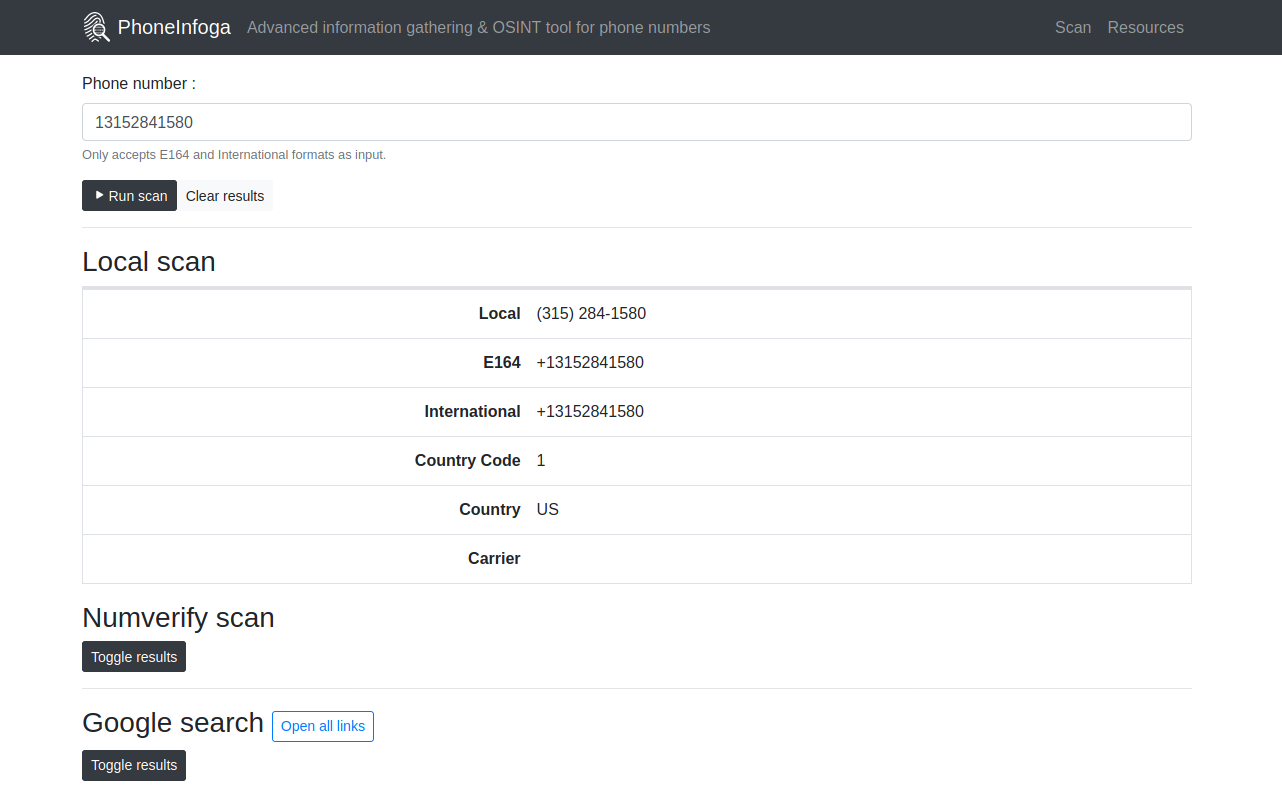 PhoneInfoga Advanced information gathering & OSINT tool for phone numbers Scan Resources
Phone number :
13152841580
Only accepts E164 and International formats as input.
Run scan Clear results
Local scan
Local (315) 284-1580
E164 +13152841580
International +13152841580
Country Code 1
Country US
Carrier
Numverify scan
Toggle results
Google search Open all links
Toggle results